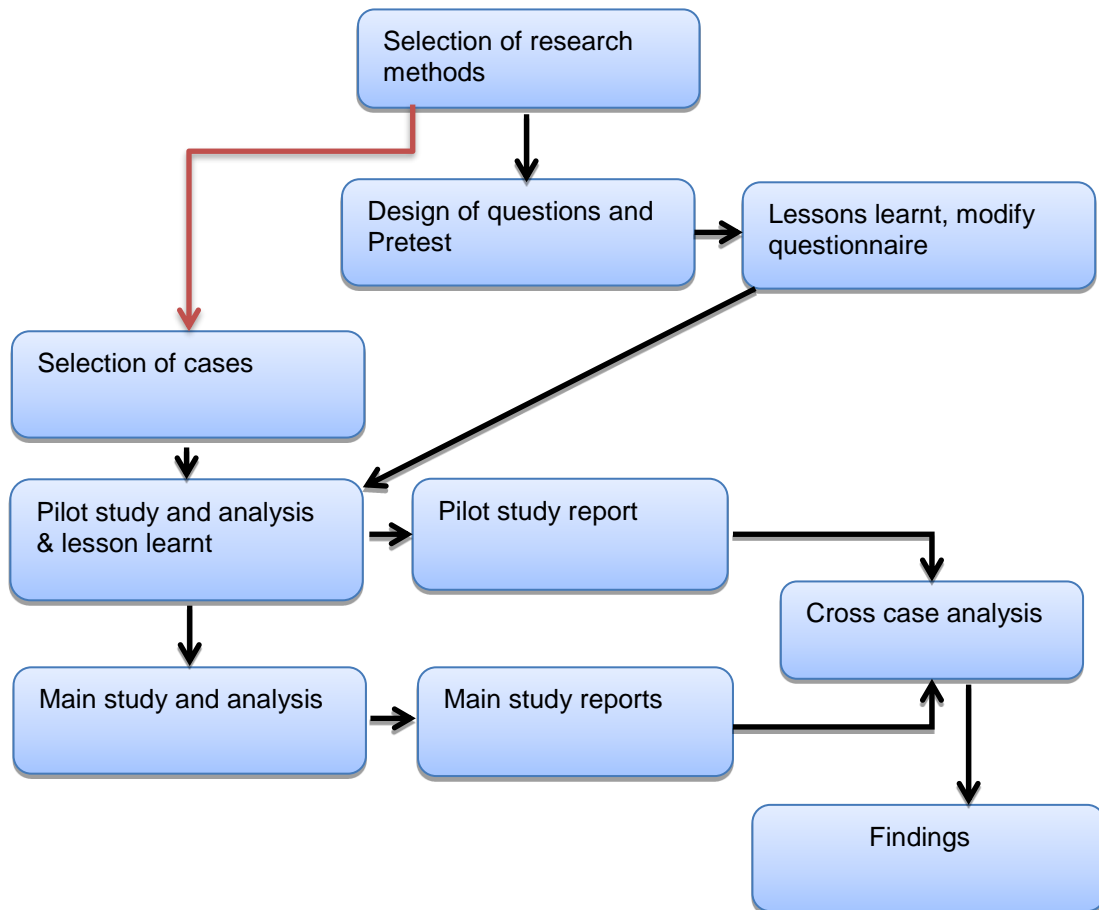 Selection of research
methods
Design of questions and
Pretest
Lessons learnt, modify
questionnaire
Selection of cases
Pilot study and analysis
& lesson learnt
Pilot study report
Cross case analysis
Main study and analysis
Main study reports
Findings